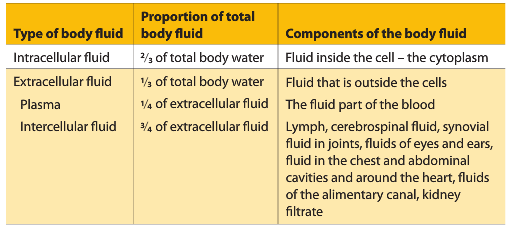 Type of body fluid
Proportion of total
body fluid
Components of the body fluid
Intracellular fluid
⅔ of total body water
Fluid inside the cell – the cytoplasm
Extracellular fluid
⅓ of total body water
Fluid that is outside the cells
Plasma
¼ of extracellular fluid
The fluid part of the blood
Intercellular fluid
¾ of extracellular fluid
Lymph, cerebrospinal fluid, synovial
fluid in joints, fluids of eyes and ears,
fluid in the chest and abdominal
cavities and around the heart, fluids
of the alimentary canal, kidney
filtrate